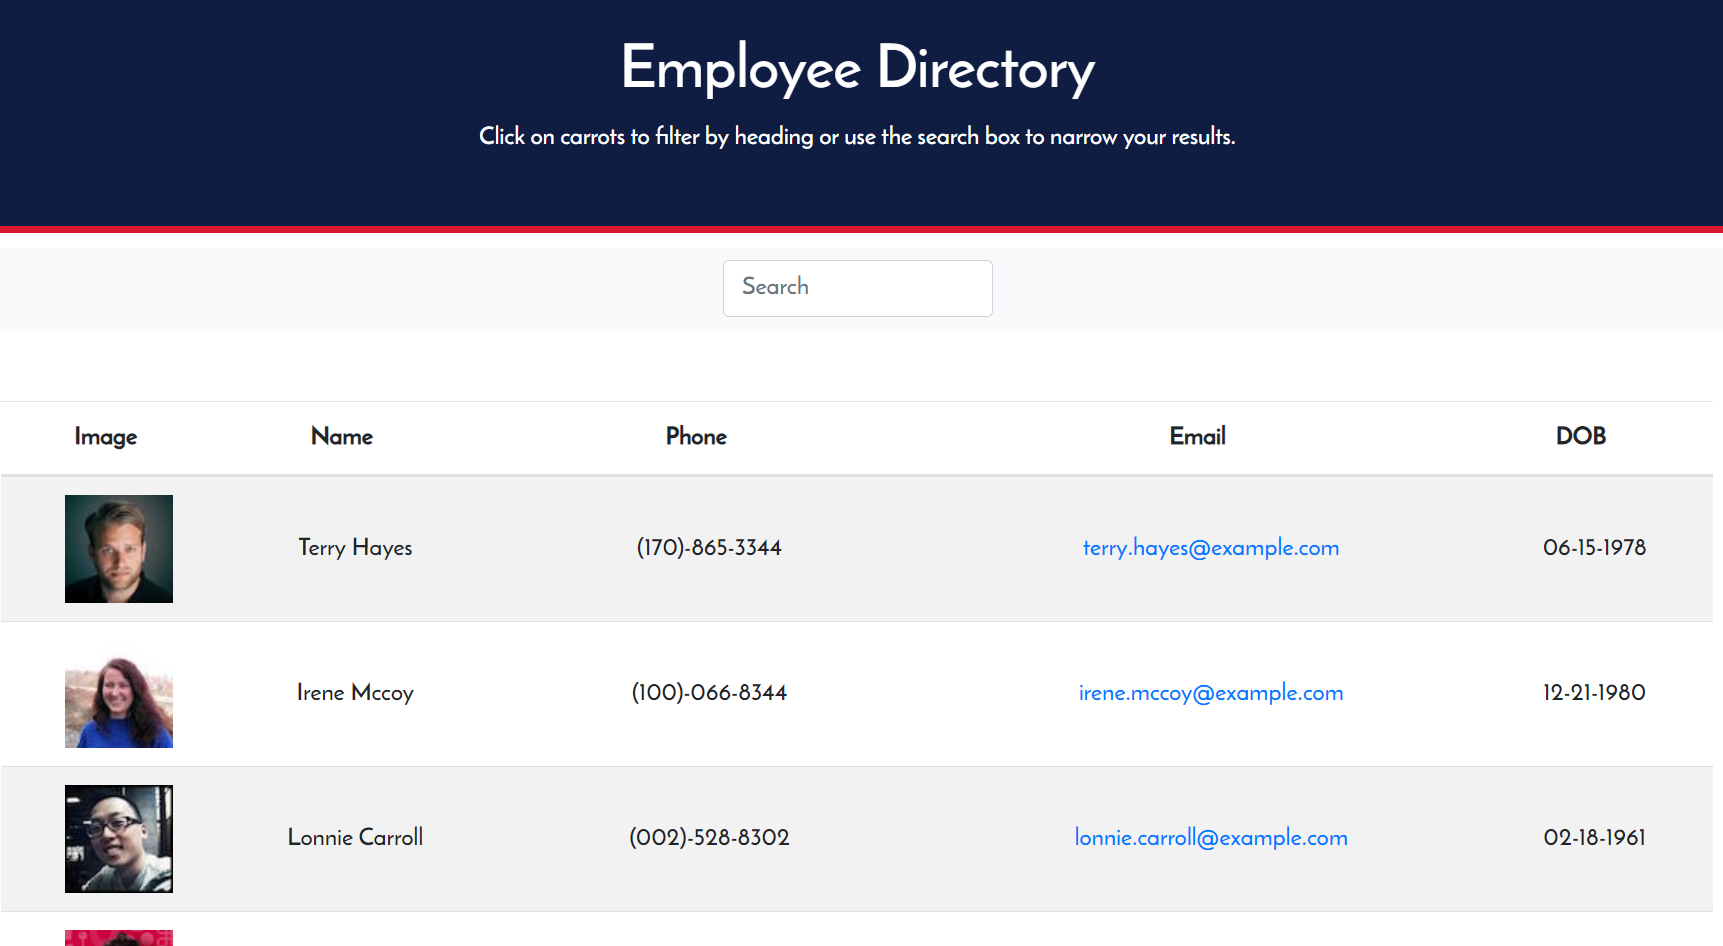 Employee Directory
Click on carrots to filter by heading or use the search box to narrow your results.
Search
Image Name Phone Email DOB
Terry Hayes (170)-865-3344 terry.hayes@example.com 06-15-1978
Irene Mccoy (100)-066-8344 irene.mccoy@example.com 12-21-1980
Lonnie Carroll (002)-528-8302 lonnie.carroll@example.com 02-18-1961